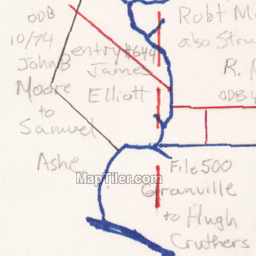 ODB
10/74
John B
Moore
to
Samuel
Ashe
entry #644
James
Elliott
Robt M
also Stru
R. M
ODB 4
File 500
Granville
to Hugh
Cruthers
MapTiler.com